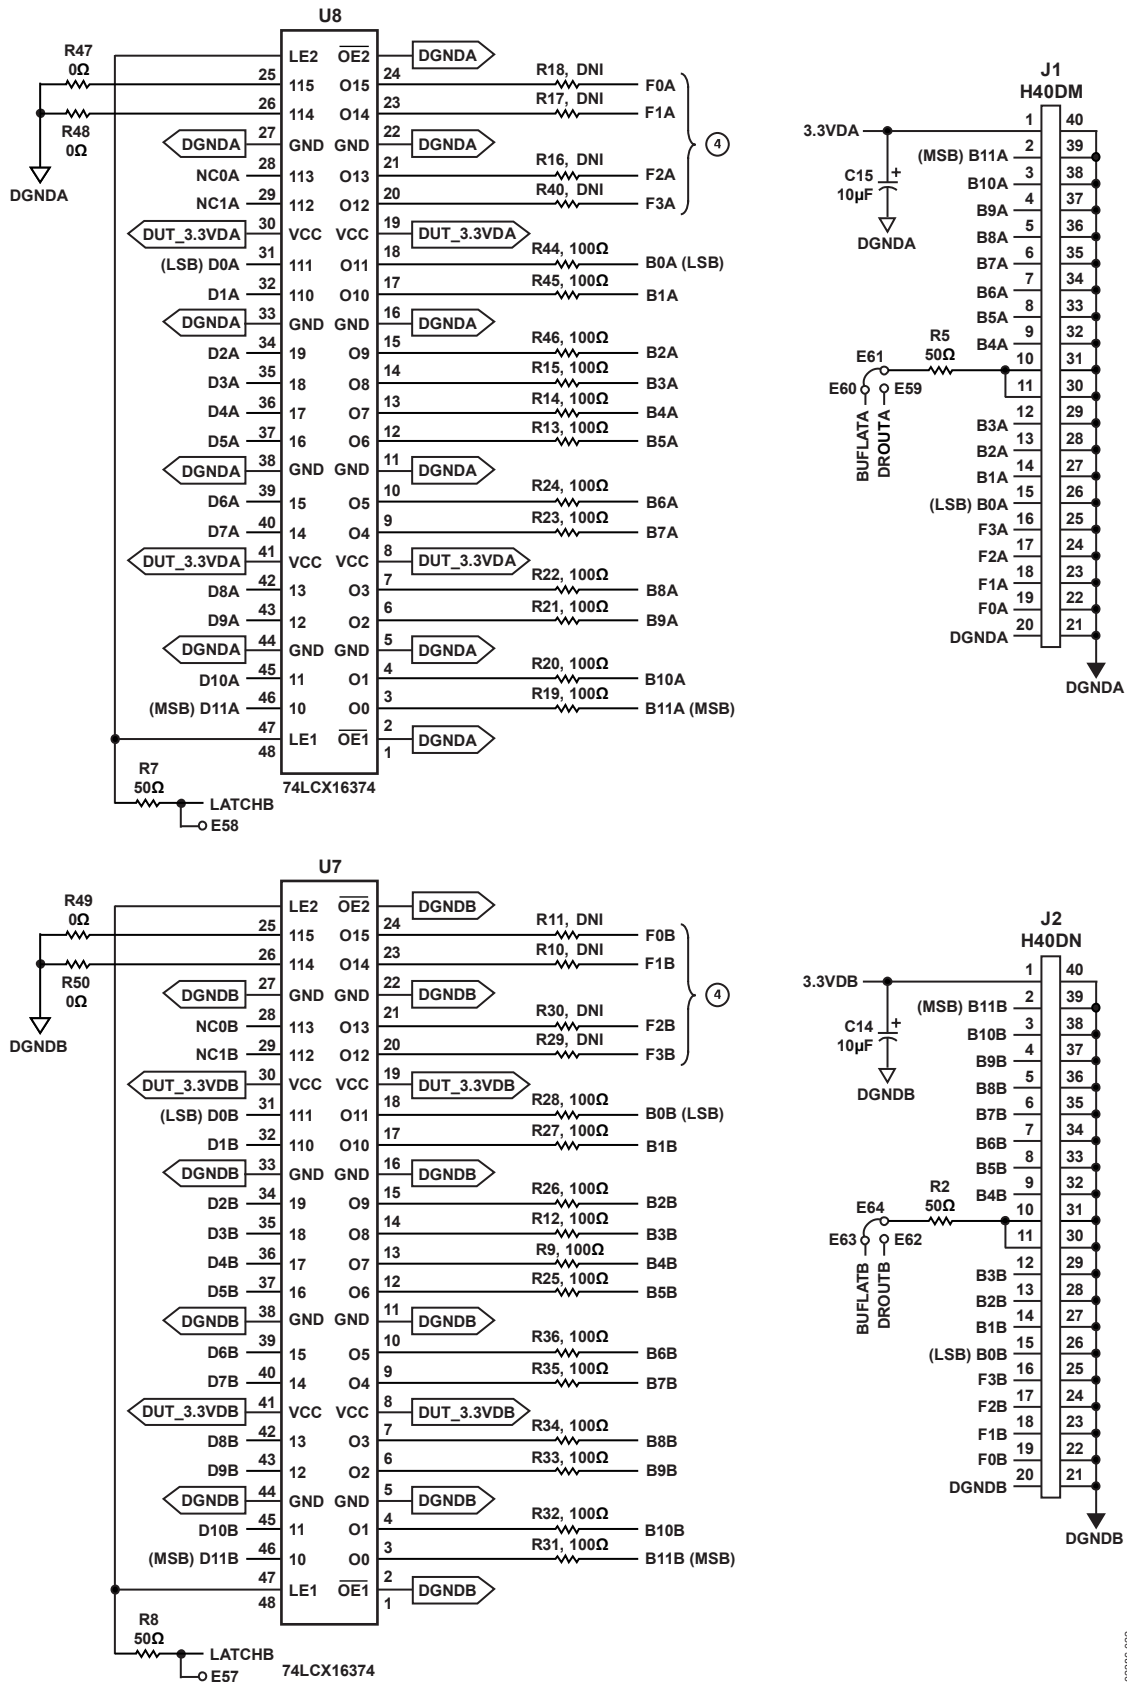 U8
R47
0Ω
LE2 OE2 DGNDA
25 115 O15 24 R18, DNI F0A
26 114 O14 23 R17, DNI F1A
R48
0Ω
DGNDA
DGNDA 27 GND GND 22 DGNDA
4
NC0A 28 113 O13 21 R16, DNI F2A
NC1A 29 112 O12 20 R40, DNI F3A
DUT_3.3VDA 30 VCC VCC 19 DUT_3.3VDA
(LSB) D0A 31 111 O11 18 R44, 100Ω B0A (LSB)
D1A 32 110 O10 17 R45, 100Ω B1A
DGNDA 33 GND GND 16 DGNDA
D2A 34 19 O9 15 R46, 100Ω B2A
D3A 35 18 O8 14 R15, 100Ω B3A
D4A 36 17 O7 13 R14, 100Ω B4A
D5A 37 16 O6 12 R13, 100Ω B5A
DGNDA 38 GND GND 11 DGNDA
D6A 39 15 O5 10 R24, 100Ω B6A
D7A 40 14 O4 9 R23, 100Ω B7A
DUT_3.3VDA 41 VCC VCC 8 DUT_3.3VDA
D8A 42 13 O3 7 R22, 100Ω B8A
D9A 43 12 O2 6 R21, 100Ω B9A
DGNDA 44 GND GND 5 DGNDA
D10A 45 11 O1 4 R20, 100Ω B10A
(MSB) D11A 46 10 O0 3 R19, 100Ω B11A (MSB)
47 LE1 OE1 2 DGNDA
48 1
R7
50Ω
74LCX16374
LATCHB
E58
J1
H40DM
3.3VDA 1 40
(MSB) B11A 2 39
C15
10µF
+
DGNDA
B10A 3 38
B9A 4 37
B8A 5 36
B7A 6 35
B6A 7 34
B5A 8 33
B4A 9 32
R5
50Ω
E61
10 31
E60 E59
11 30
BUFLATA
DROUTA
B3A 12 29
B2A 13 28
B1A 14 27
(LSB) B0A 15 26
F3A 16 25
F2A 17 24
F1A 18 23
F0A 19 22
DGNDA 20 21
DGNDA
U7
R49
0Ω
LE2 OE2 DGNDB
25 115 O15 24 R11, DNI F0B
26 114 O14 23 R10, DNI F1B
R50
0Ω
DGNDB
DGNDB 27 GND GND 22 DGNDB
4
NC0B 28 113 O13 21 R30, DNI F2B
NC1B 29 112 O12 20 R29, DNI F3B
DUT_3.3VDB 30 VCC VCC 19 DUT_3.3VDB
(LSB) D0B 31 111 O11 18 R28, 100Ω B0B (LSB)
D1B 32 110 O10 17 R27, 100Ω B1B
DGNDB 33 GND GND 16 DGNDB
D2B 34 19 O9 15 R26, 100Ω B2B
D3B 35 18 O8 14 R12, 100Ω B3B
D4B 36 17 O7 13 R9, 100Ω B4B
D5B 37 16 O6 12 R25, 100Ω B5B
DGNDB 38 GND GND 11 DGNDB
D6B 39 15 O5 10 R36, 100Ω B6B
D7B 40 14 O4 9 R35, 100Ω B7B
DUT_3.3VDB 41 VCC VCC 8 DUT_3.3VDB
D8B 42 13 O3 7 R34, 100Ω B8B
D9B 43 12 O2 6 R33, 100Ω B9B
DGNDB 44 GND GND 5 DGNDB
D10B 45 11 O1 4 R32, 100Ω B10B
(MSB) D11B 46 10 O0 3 R31, 100Ω B11B (MSB)
47 LE1 OE1 2 DGNDB
48 1
R8
50Ω
74LCX16374
LATCHB
E57
J2
H40DN
3.3VDB 1 40
(MSB) B11B 2 39
C14
10µF
+
DGNDB
B10B 3 38
B9B 4 37
B8B 5 36
B7B 6 35
B6B 7 34
B5B 8 33
B4B 9 32
R2
50Ω
E64
10 31
E63 E62
11 30
BUFLATB
DROUTB
B3B 12 29
B2B 13 28
B1B 14 27
(LSB) B0B 15 26
F3B 16 25
F2B 17 24
F1B 18 23
F0B 19 22
DGNDB 20 21
DGNDB